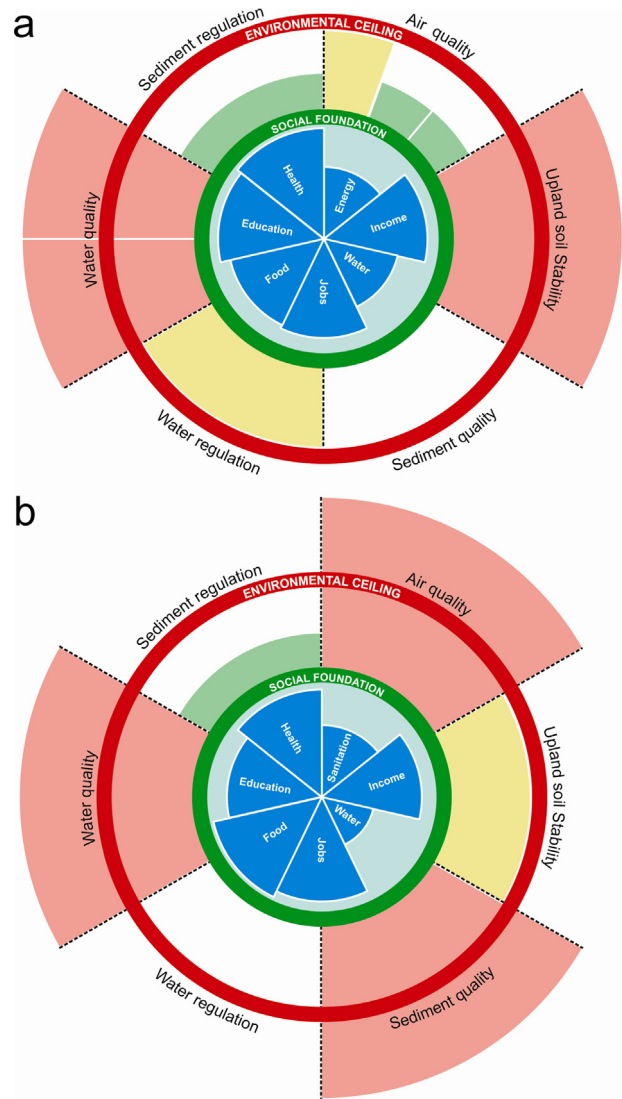 a
Sediment regulation
ENVIRONMENTAL CEILING
Air quality
SOCIAL FOUNDATION
Health
Energy
Education
Income
Food
Jobs
Water
Water quality
Upland soil Stability
Water regulation
Sediment quality
b
Sediment regulation
ENVIRONMENTAL CEILING
Air quality
SOCIAL FOUNDATION
Health
Sanitation
Education
Income
Food
Jobs
Water
Water quality
Upland soil Stability
Water regulation
Sediment quality